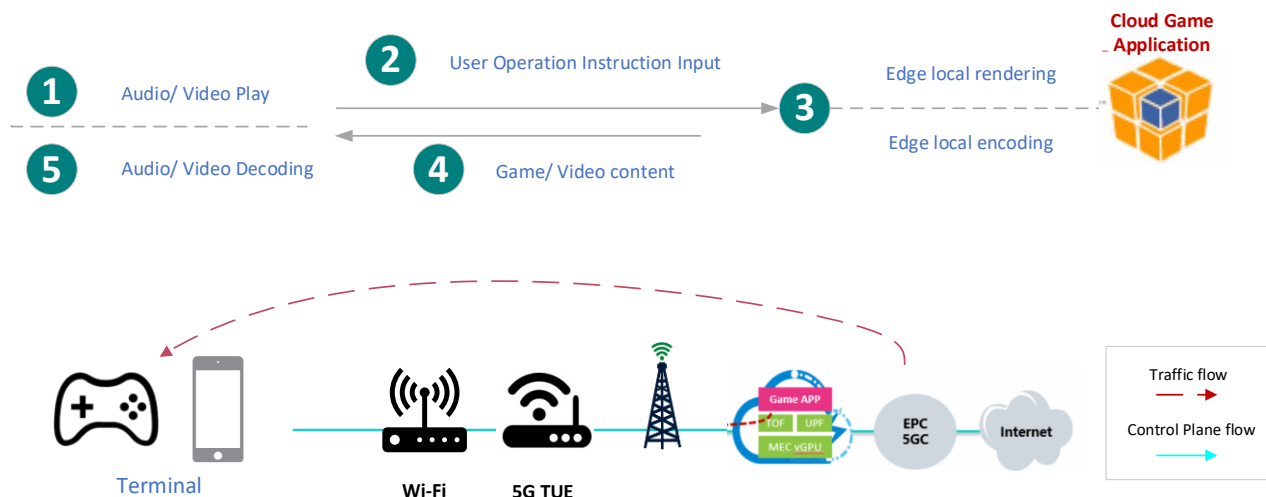 Cloud Game
Application
2
User Operation Instruction Input
1
Audio/ Video Play
3
Edge local rendering
5
Audio/ Video Decoding
4
Game/ Video content
Edge local encoding
Game APP
TOF
UPF
MEC vGPU
EPC
5GC
Internet
Traffic flow
Control Plane flow
Terminal
Wi-Fi
5G TUE